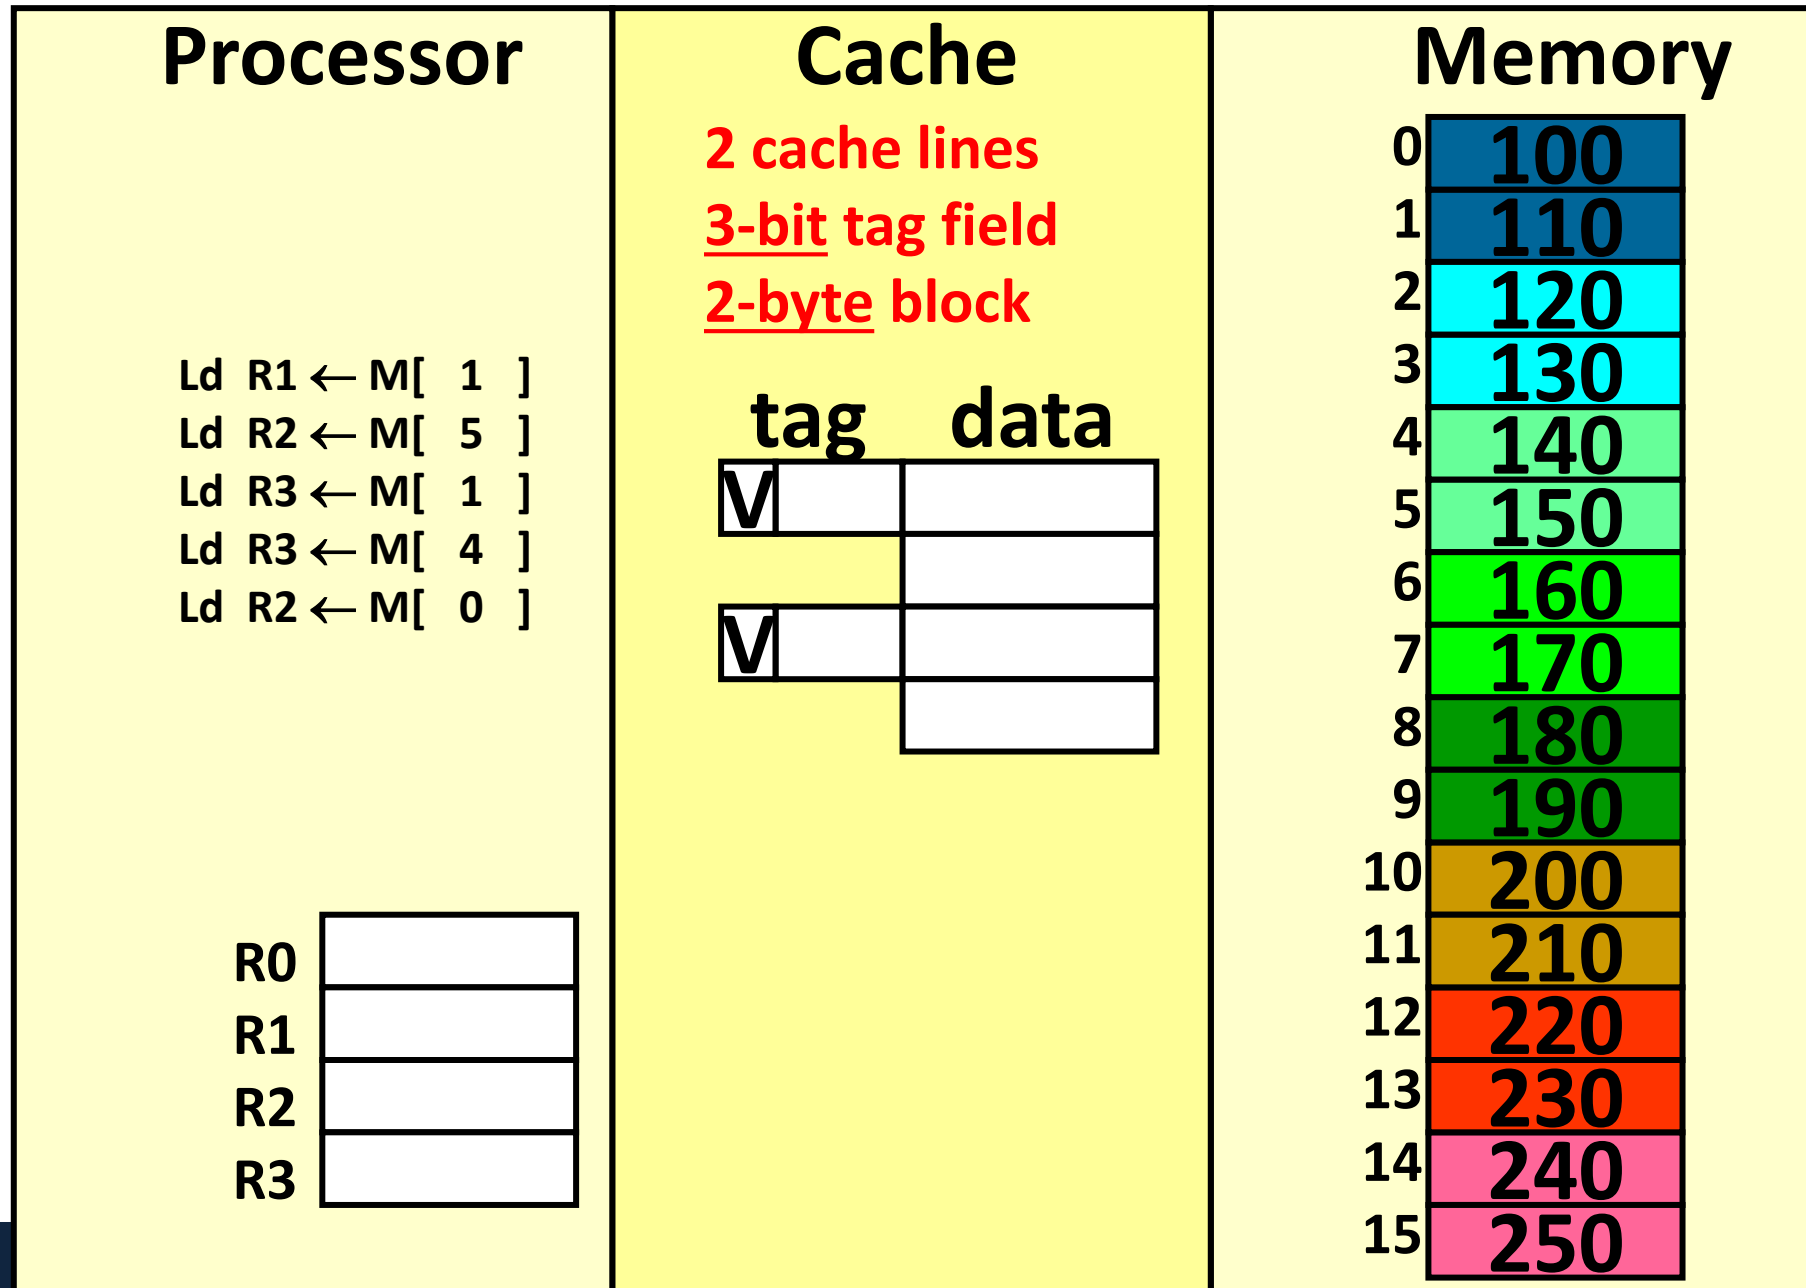 Processor
Ld R1 ← M[ 1 ]
Ld R2 ← M[ 5 ]
Ld R3 ← M[ 1 ]
Ld R3 ← M[ 4 ]
Ld R2 ← M[ 0 ]
R0
R1
R2
R3
Cache
2 cache lines
3-bit tag field
2-byte block
tag data
V
V
Memory
0 100
1 110
2 120
3 130
4 140
5 150
6 160
7 170
8 180
9 190
10 200
11 210
12 220
13 230
14 240
15 250